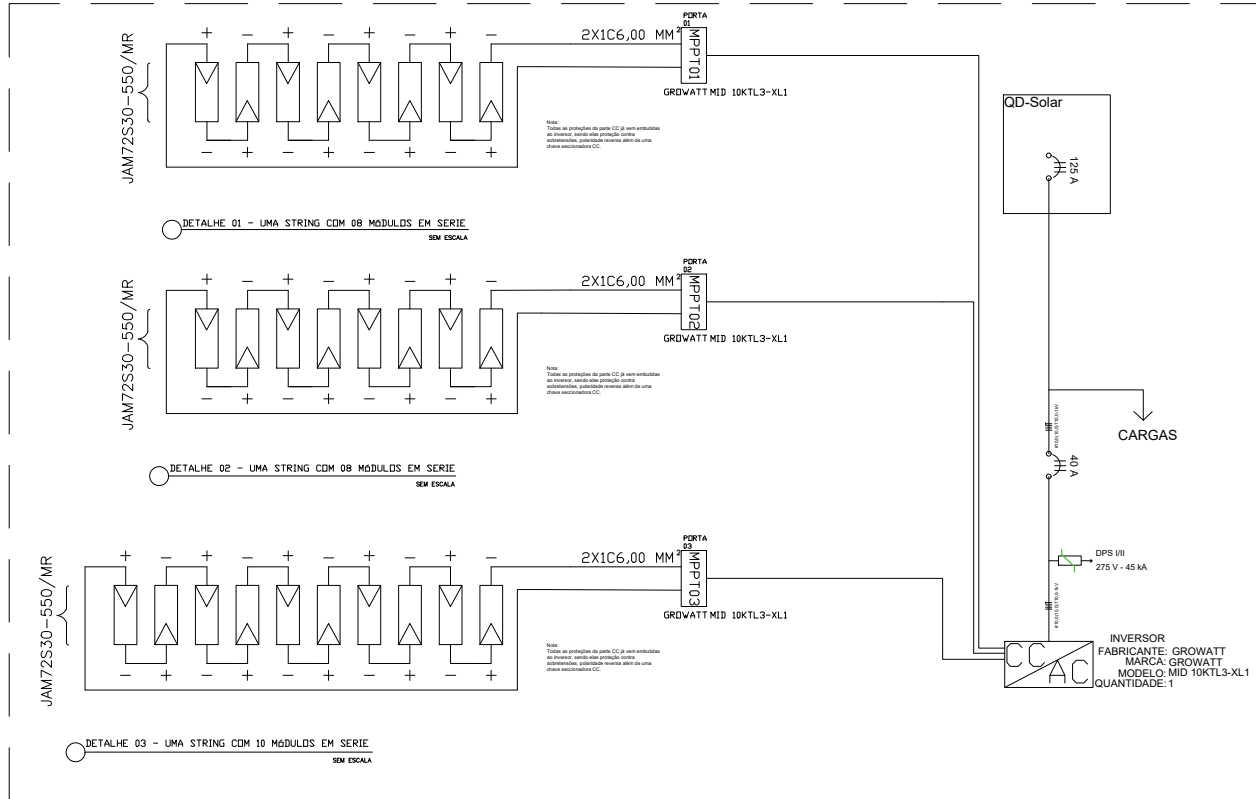 JAM72S30-550/MR
+ - + - + - + -
- + - + - + - +
2X1C6,00 MM²
PORTA
01
MPPT01
GROWATT MID 10KTL3-XL1
Nota:
Todas as proteções da parte CC já vem embutidas
ao inversor, sendo elas proteção contra
sobretensões, polaridade reversa além de uma
chave seccionadora CC.
DETALHE 01 - UMA STRING COM 08 MóDULOS EM SERIE
SEM ESCALA
JAM72S30-550/MR
+ - + - + - + -
- + - + - + - +
2X1C6,00 MM²
PORTA
02
MPPT02
GROWATT MID 10KTL3-XL1
Nota:
Todas as proteções da parte CC já vem embutidas
ao inversor, sendo elas proteção contra
sobretensões, polaridade reversa além de uma
chave seccionadora CC.
DETALHE 02 - UMA STRING COM 08 MóDULOS EM SERIE
SEM ESCALA
JAM72S30-550/MR
+ - + - + - + - + -
- + - + - + - + - +
2X1C6,00 MM²
PORTA
03
MPPT03
GROWATT MID 10KTL3-XL1
Nota:
Todas as proteções da parte CC já vem embutidas
ao inversor, sendo elas proteção contra
sobretensões, polaridade reversa além de uma
chave seccionadora CC.
DETALHE 03 - UMA STRING COM 10 MóDULOS EM SERIE
SEM ESCALA
QD-Solar
125 A
CARGAS
40 A
DPS I/II
275 V - 45 kA
CC
AC
INVERSOR
FABRICANTE: GROWATT
MARCA: GROWATT
MODELO: MID 10KTL3-XL1
QUANTIDADE: 1